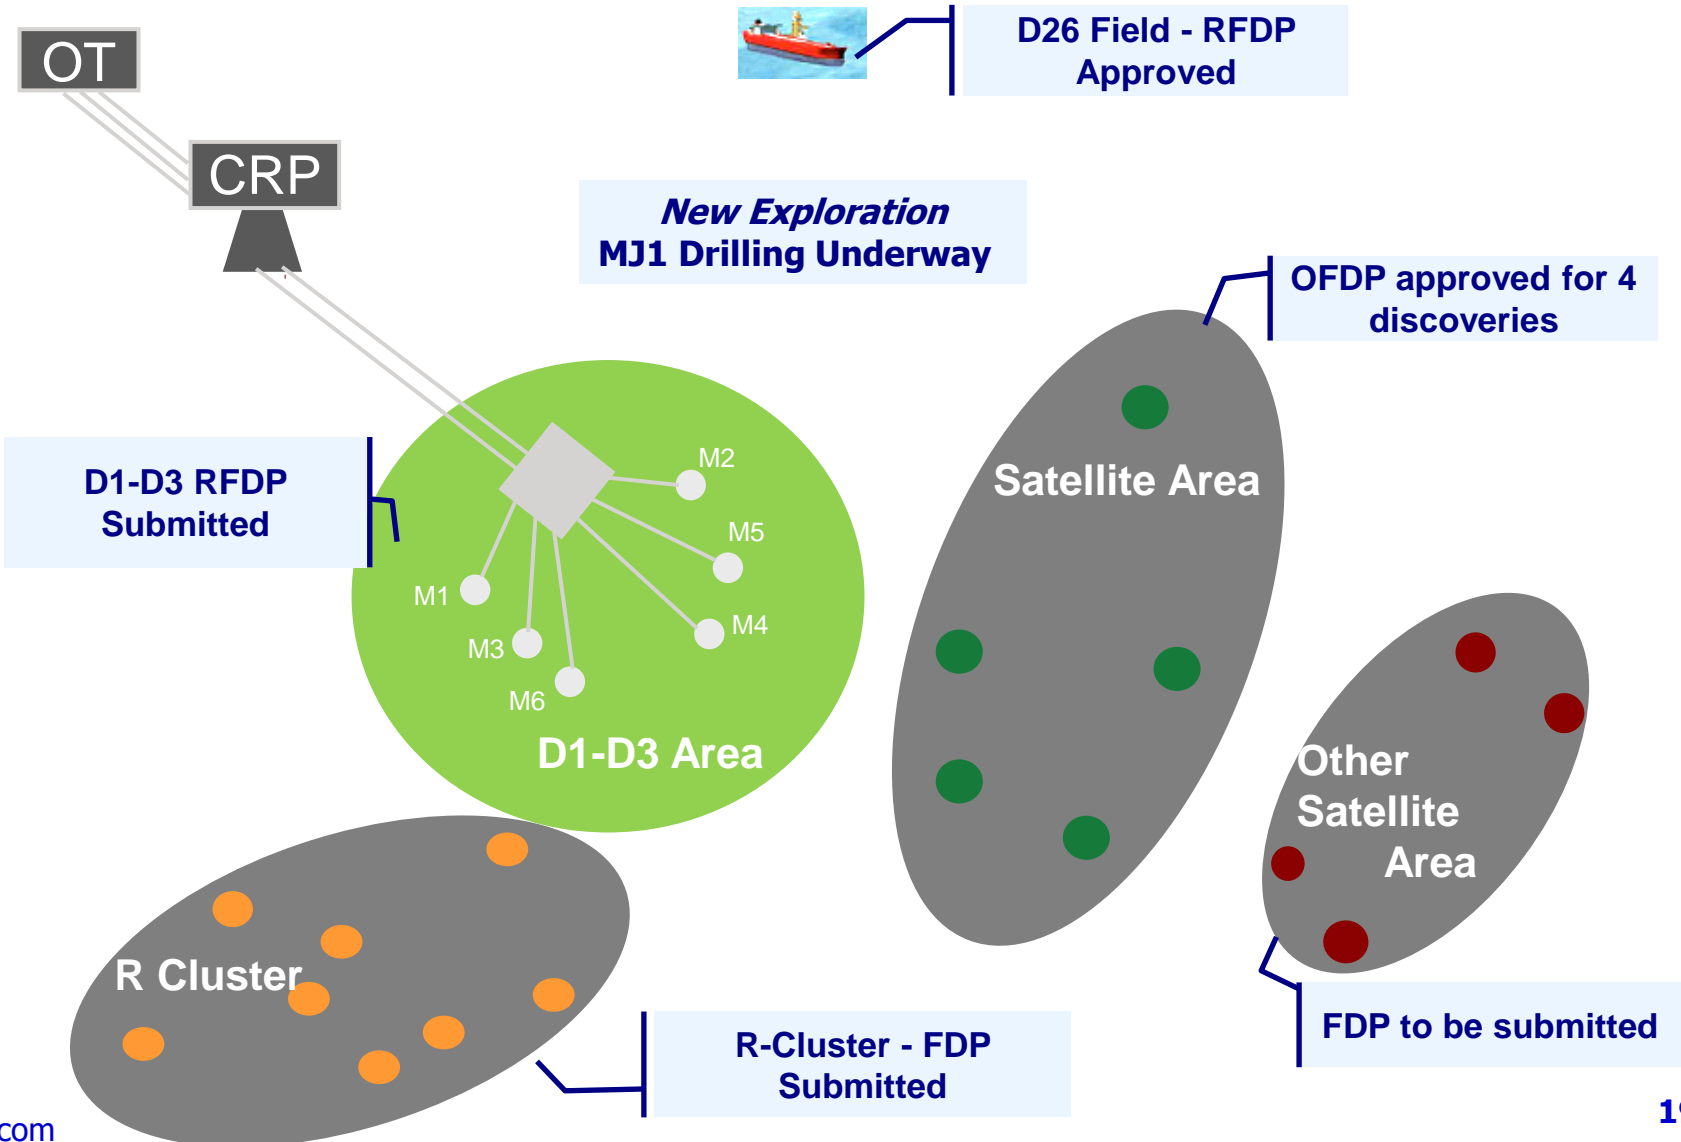 OT
D26 Field - RFDP
Approved
CRP
New Exploration
MJ1 Drilling Underway
OFDP approved for 4
discoveries
D1-D3 RFDP
Submitted
M2
M5
M1
M4
M3
M6
D1-D3 Area
Satellite Area
Other
Satellite
Area
R Cluster
R-Cluster - FDP
Submitted
FDP to be submitted
com